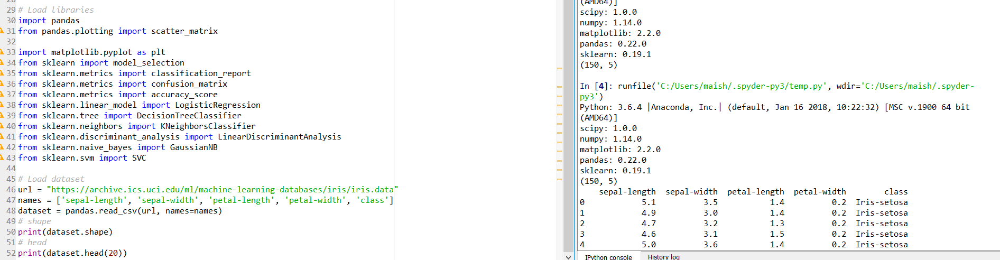 28
29 # Load libraries
30 import pandas
31 from pandas.plotting import scatter_matrix
32
33 import matplotlib.pyplot as plt
34 from sklearn import model_selection
35 from sklearn.metrics import classification_report
36 from sklearn.metrics import confusion_matrix
37 from sklearn.metrics import accuracy_score
38 from sklearn.linear_model import LogisticRegression
39 from sklearn.tree import DecisionTreeClassifier
40 from sklearn.neighbors import KNeighborsClassifier
41 from sklearn.discriminant_analysis import LinearDiscriminantAnalysis
42 from sklearn.naive_bayes import GaussianNB
43 from sklearn.svm import SVC
44
45 # Load dataset
46 url = "https://archive.ics.uci.edu/ml/machine-learning-databases/iris/iris.data"
47 names = ['sepal-length', 'sepal-width', 'petal-length', 'petal-width', 'class']
48 dataset = pandas.read_csv(url, names=names)
49 # shape
50 print(dataset.shape)
51 # head
52 print(dataset.head(20))
(AMD64)]
scipy: 1.0.0
numpy: 1.14.0
matplotlib: 2.2.0
pandas: 0.22.0
sklearn: 0.19.1
(150, 5)
In [4]: runfile('C:/Users/maish/.spyder-py3/temp.py', wdir='C:/Users/maish/.spyder-
py3')
Python: 3.6.4 |Anaconda, Inc.| (default, Jan 16 2018, 10:22:32) [MSC v.1900 64 bit
(AMD64)]
scipy: 1.0.0
numpy: 1.14.0
matplotlib: 2.2.0
pandas: 0.22.0
sklearn: 0.19.1
(150, 5)
sepal-length sepal-width petal-length petal-width class
0 5.1 3.5 1.4 0.2 Iris-setosa
1 4.9 3.0 1.4 0.2 Iris-setosa
2 4.7 3.2 1.3 0.2 Iris-setosa
3 4.6 3.1 1.5 0.2 Iris-setosa
4 5.0 3.6 1.4 0.2 Iris-setosa
IPython console History log